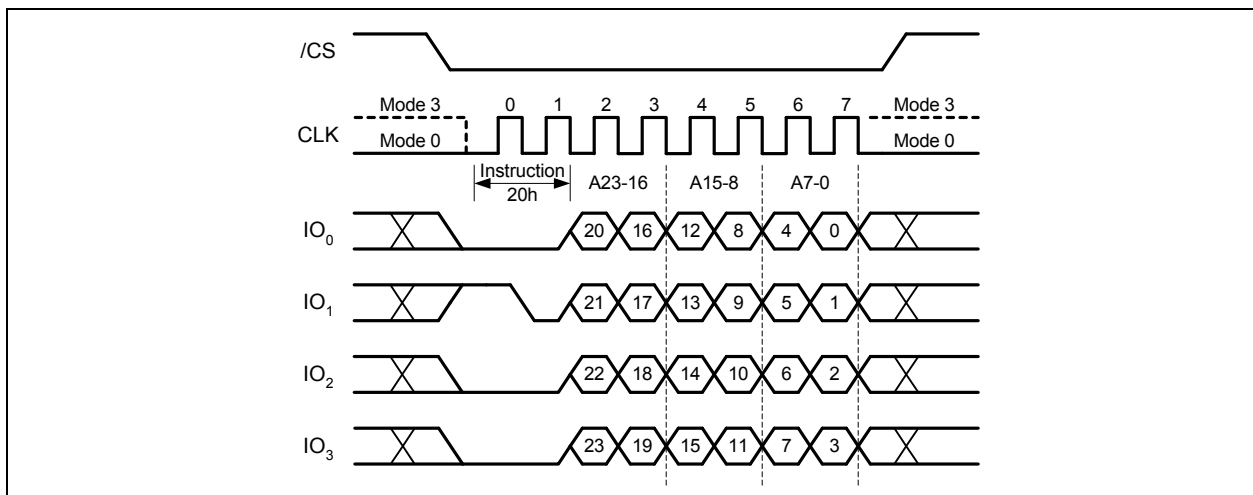 /CS
Mode 3 0 1 2 3 4 5 6 7 Mode 3
CLK
Mode 0 Mode 0
Instruction
20h
A23-16 A15-8 A7-0
IO0 20 16 12 8 4 0
IO1 21 17 13 9 5 1
IO2 22 18 14 10 6 2
IO3 23 19 15 11 7 3